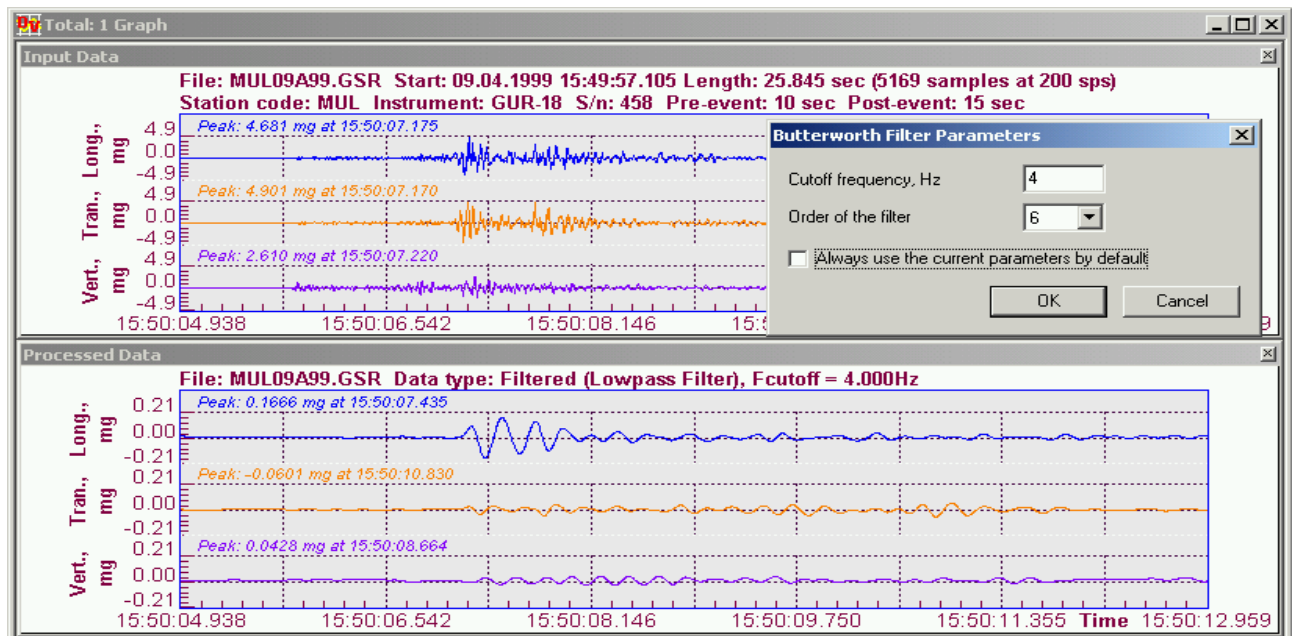 DV Total: 1 Graph
Input Data
File: MUL09A99.GSR Start: 09.04.1999 15:49:57.105 Length: 25.845 sec (5169 samples at 200 sps)
Station code: MUL Instrument: GUR-18 S/n: 458 Pre-event: 10 sec Post-event: 15 sec
Long., mg
4.9
0.0
-4.9
Peak: 4.681 mg at 15:50:07.175
Tran., mg
4.9
0.0
-4.9
Peak: 4.901 mg at 15:50:07.170
Vert., mg
4.9
0.0
-4.9
Peak: 2.610 mg at 15:50:07.220
15:50:04.938 15:50:06.542 15:50:08.146 15:5 9
Butterworth Filter Parameters
Cutoff frequency, Hz 4
Order of the filter 6
Always use the current parameters by default
OK Cancel
Processed Data
File: MUL09A99.GSR Data type: Filtered (Lowpass Filter), Fcutoff = 4.000Hz
Long., mg
0.21
0.00
-0.21
Peak: 0.1666 mg at 15:50:07.435
Tran., mg
0.21
0.00
-0.21
Peak: -0.0601 mg at 15:50:10.830
Vert., mg
0.21
0.00
-0.21
Peak: 0.0428 mg at 15:50:08.664
15:50:04.938 15:50:06.542 15:50:08.146 15:50:09.750 15:50:11.355 Time 15:50:12.959